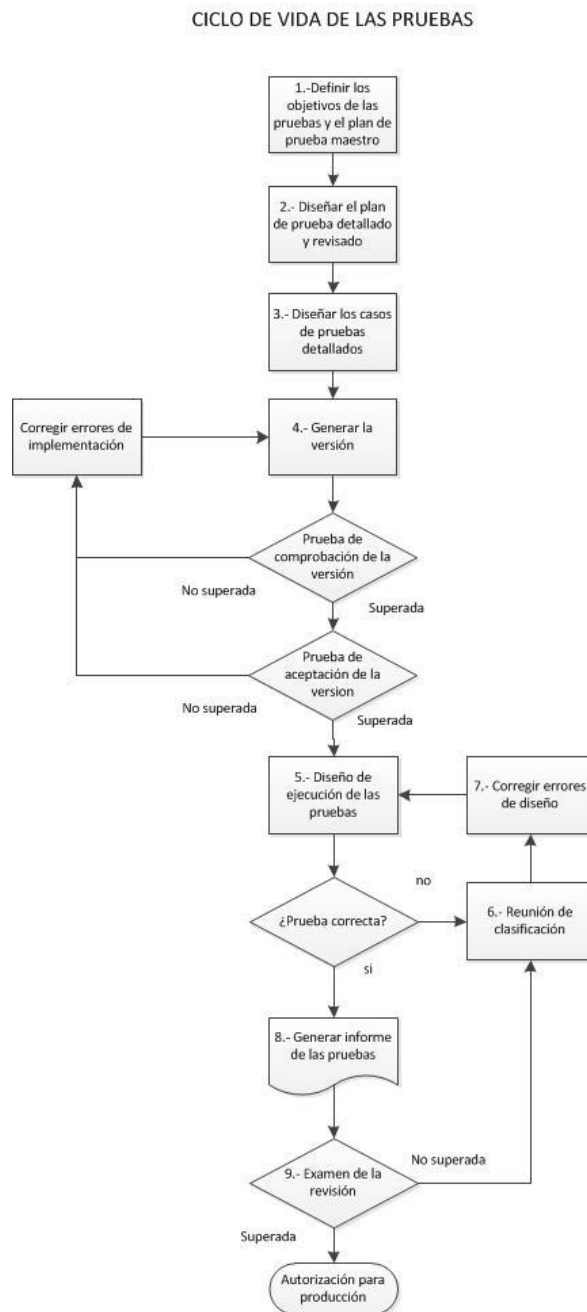 CICLO DE VIDA DE LAS PRUEBAS
1.-Definir los
objetivos de las
pruebas y el plan de
prueba maestro
2.- Diseñar el plan
de prueba detallado
y revisado
3.- Diseñar los casos
de pruebas
detallados
Corregir errores de
implementación
4.- Generar la
versión
Prueba de
comprobación de la
versión
No superada
Superada
Prueba de
aceptación de la
version
No superada
Superada
5.- Diseño de
ejecución de las
pruebas
7.- Corregir errores
de diseño
no
¿Prueba correcta?
6.- Reunión de
clasificación
si
8.- Generar informe
de las pruebas
No superada
9.- Examen de la
revisión
Superada
Autorización para
producción